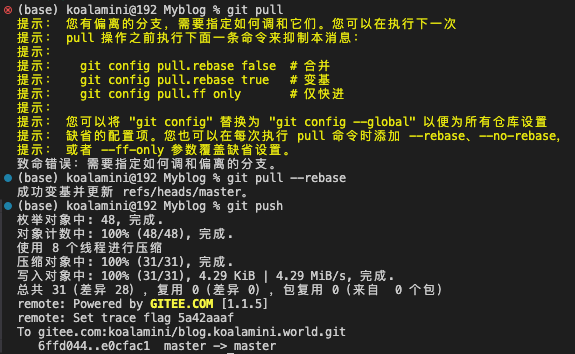 (base) koalamini@192 Myblog % git pull
提示: 您有偏离的分支,需要指定如何调和它们。您可以在执行下一次
提示: pull 操作之前执行下面一条命令来抑制本消息:
提示:
提示:   git config pull.rebase false  # 合并
提示:   git config pull.rebase true   # 变基
提示:   git config pull.ff only       # 仅快进
提示:
提示: 您可以将 "git config" 替换为 "git config --global" 以便为所有仓库设置
提示: 缺省的配置项。您也可以在每次执行 pull 命令时添加 --rebase、--no-rebase,
提示: 或者 --ff-only 参数覆盖缺省设置。
致命错误:需要指定如何调和偏离的分支。
(base) koalamini@192 Myblog % git pull --rebase
成功变基并更新 refs/heads/master。
(base) koalamini@192 Myblog % git push
枚举对象中: 48, 完成.
对象计数中: 100% (48/48), 完成.
使用 8 个线程进行压缩
压缩对象中: 100% (31/31), 完成.
写入对象中: 100% (31/31), 4.29 KiB | 4.29 MiB/s, 完成.
总共 31(差异 28),复用 0(差异 0),包复用 0(来自  0 个包)
remote: Powered by GITEE.COM [1.1.5]
remote: Set trace flag 5a42aaaf
To gitee.com:koalamini/blog.koalamini.world.git
   6ffd044..e0cfac1  master -> master